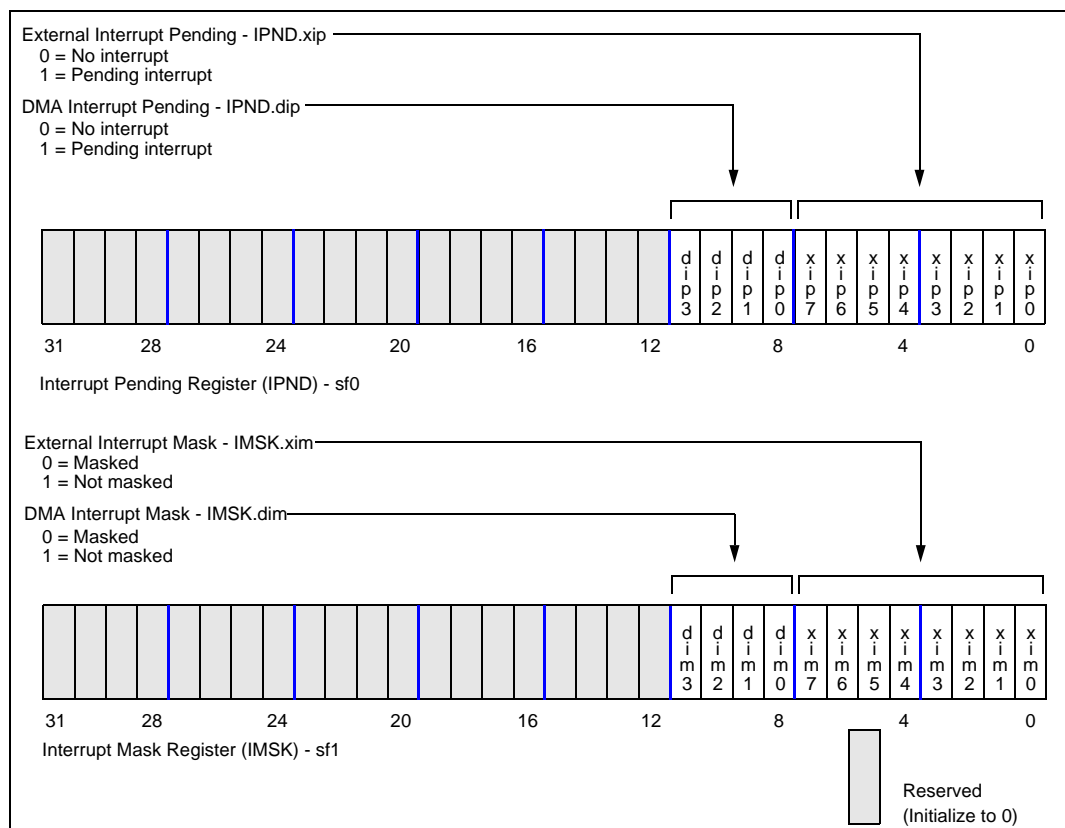 External Interrupt Pending - IPND.xip
0 = No interrupt
1 = Pending interrupt
DMA Interrupt Pending - IPND.dip
0 = No interrupt
1 = Pending interrupt
dip3 dip2 dip1 dip0 xip7 xip6 xip5 xip4 xip3 xip2 xip1 xip0
31 28 24 20 16 12 8 4 0
Interrupt Pending Register (IPND) - sf0
External Interrupt Mask - IMSK.xim
0 = Masked
1 = Not masked
DMA Interrupt Mask - IMSK.dim
0 = Masked
1 = Not masked
dim3 dim2 dim1 dim0 xim7 xim6 xim5 xim4 xim3 xim2 xim1 xim0
31 28 24 20 16 12 8 4 0
Interrupt Mask Register (IMSK) - sf1
Reserved
(Initialize to 0)